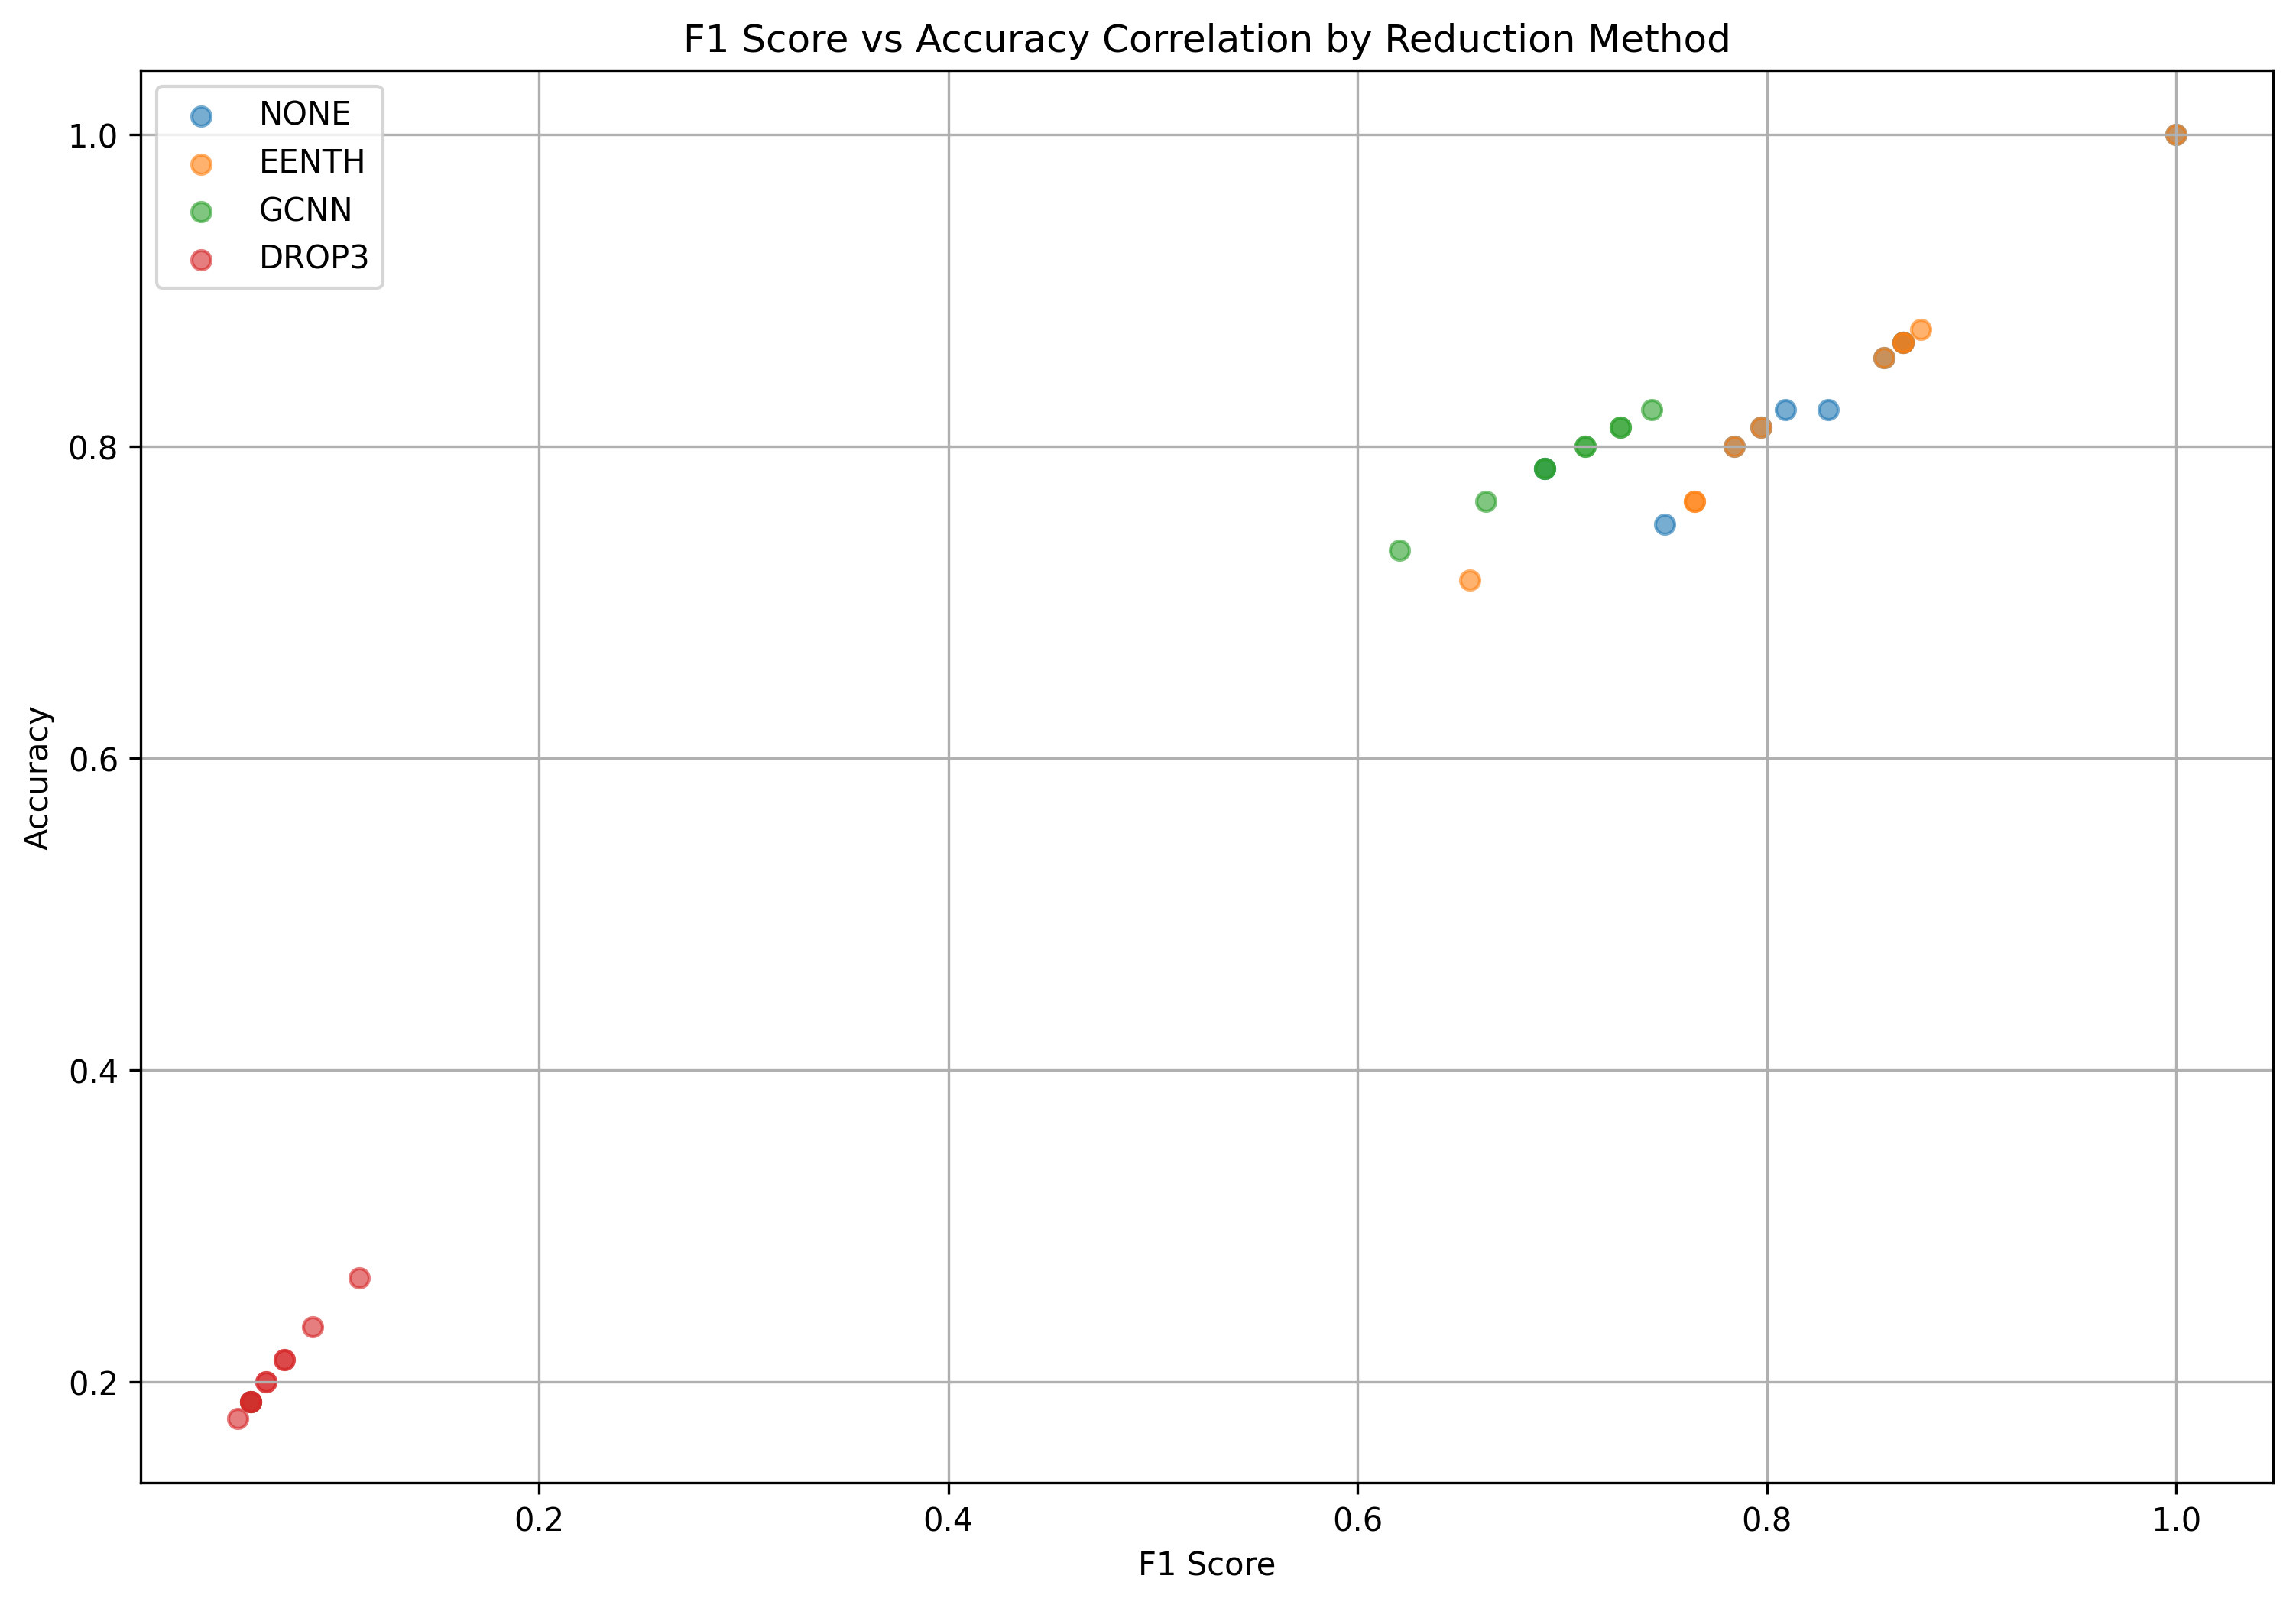 F1 Score vs Accuracy Correlation by Reduction Method
NONE
EENTH
GCNN
DROP3
1.0
0.8
0.6
0.4
0.2
Accuracy
0.2 0.4 0.6 0.8 1.0
F1 Score